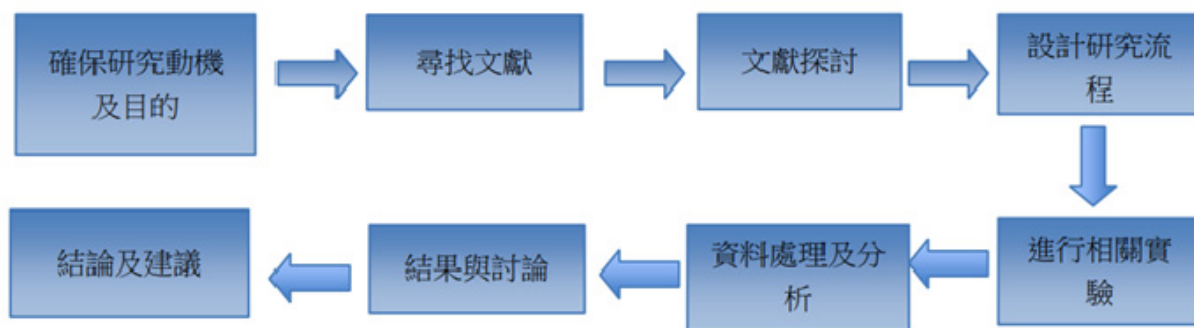 確保研究動機
及目的
尋找文獻
文獻探討
設計研究流
程
進行相關實
驗
資料處理及分
析
結果與討論
結論及建議